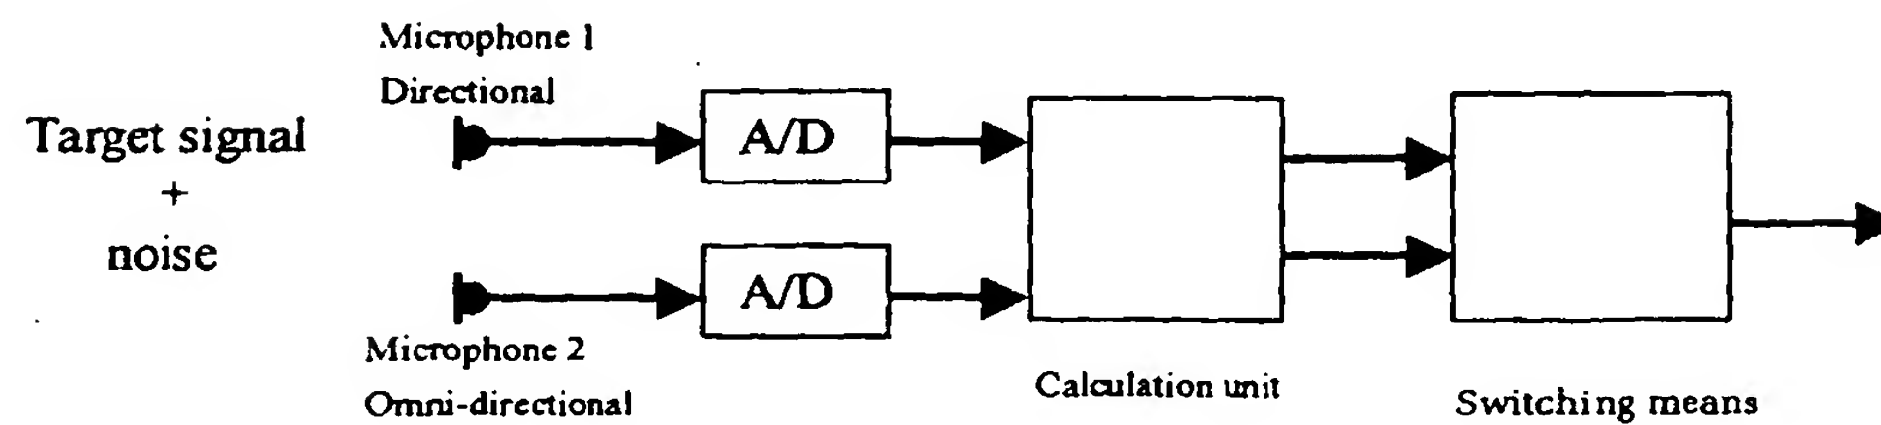 Microphone 1
Directional
Target signal
+
noise
A/D
A/D
Microphone 2
Omni-directional
Calculation unit
Switching means